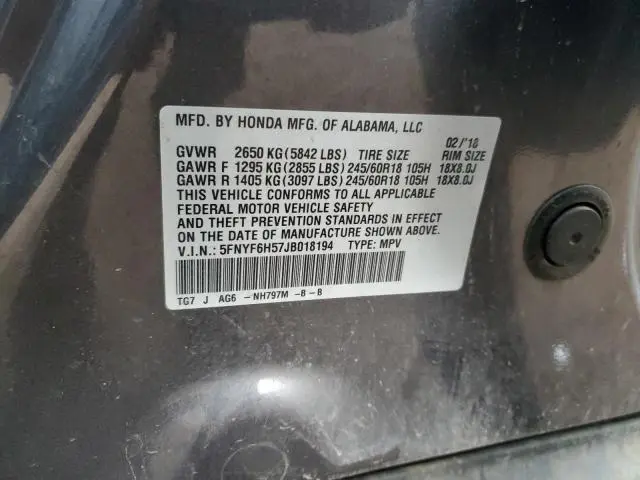 MFD. BY HONDA MFG. OF ALABAMA, LLC 02/'18
GVWR 2650 KG (5842 LBS) TIRE SIZE RIM SIZE
GAWR F 1295 KG (2855 LBS) 245/60R18 105H 18X8.0J
GAWR R 1405 KG (3097 LBS) 245/60R18 105H 18X8.0J
THIS VEHICLE CONFORMS TO ALL APPLICABLE
FEDERAL MOTOR VEHICLE SAFETY
AND THEFT PREVENTION STANDARDS IN EFFECT
ON THE DATE OF MANUFACTURE SHOWN ABOVE.
V.I.N.: 5FNYF6H57JB018194 TYPE: MPV
TG7 J AG6 -NH797M -B-B